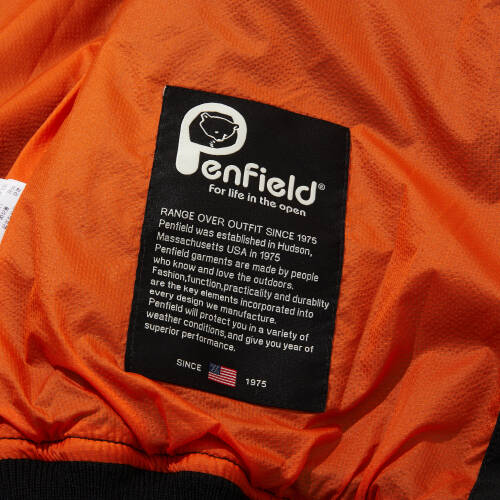 Penfield®
For life in the open
RANGE OVER OUTFIT SINCE 1975
Penfield was established in Hudson,
Massachusetts USA in 1975
Penfield garments are made by people
who know and love the outdoors.
Fashion,function,practicality and durablity
are the key elements incorporated into
every design we manufacture.
Penfield will protect you in a variety of
weather conditions,and give you year of
superior performance.
SINCE 1975